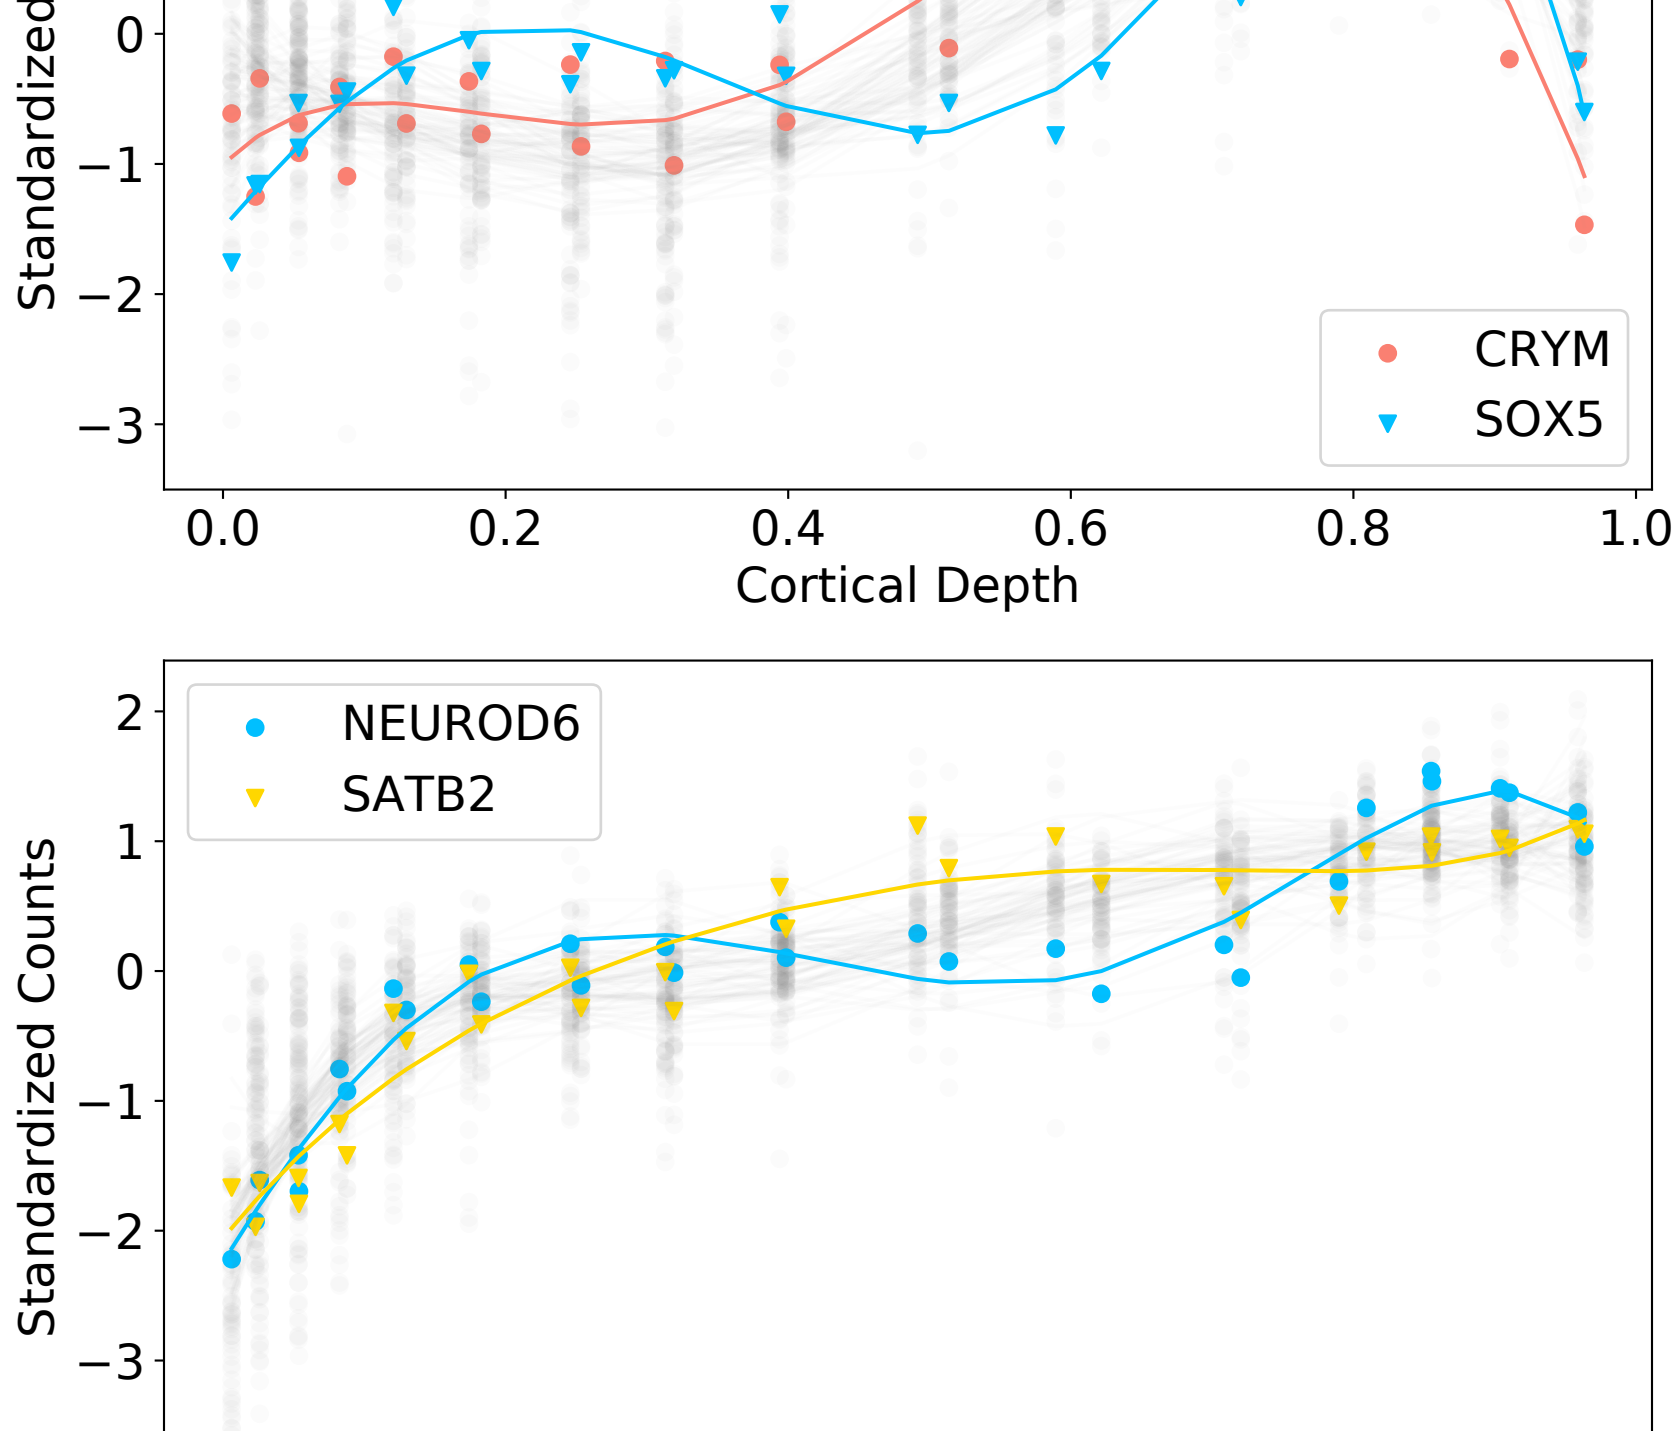 Standardized
0
−1
−2
−3
CRYM
SOX5
0.0 0.2 0.4 0.6 0.8 1.0
Cortical Depth
Standardized Counts
2
1
0
−1
−2
−3
NEUROD6
SATB2